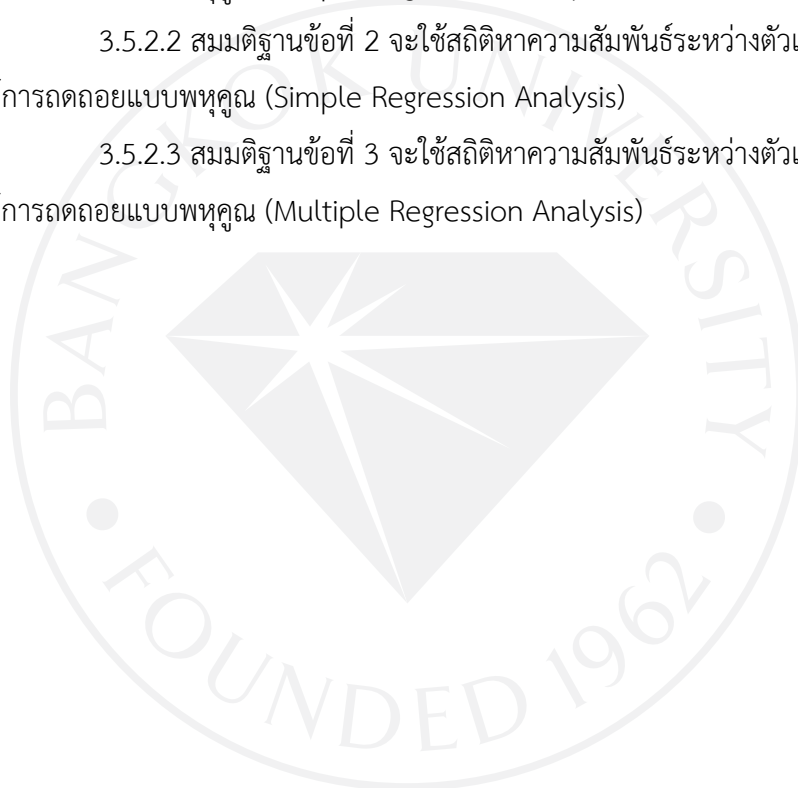 3.5.2.2 สมมติฐานข้อที่ 2 จะใช้สถิติหาความสัมพันธ์ระหว่างตัวแ
การถดถอยแบบพหุคูณ (Simple Regression Analysis)
3.5.2.3 สมมติฐานข้อที่ 3 จะใช้สถิติหาความสัมพันธ์ระหว่างตัวแ
การถดถอยแบบพหุคูณ (Multiple Regression Analysis)
BANGKOK UNIVERSITY
FOUNDED 1962